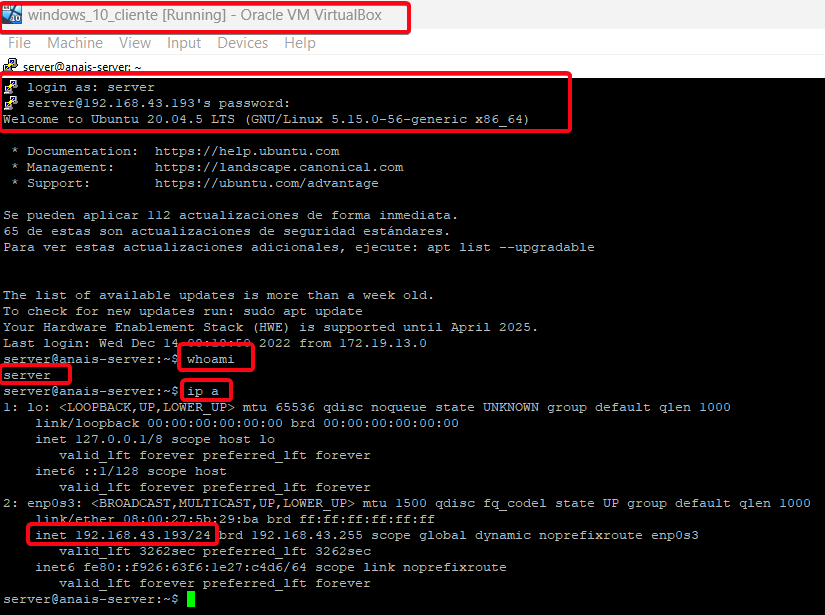 windows_10_cliente [Running] - Oracle VM VirtualBox
File Machine View Input Devices Help
server@anais-server: ~
login as: server
server@192.168.43.193's password:
Welcome to Ubuntu 20.04.5 LTS (GNU/Linux 5.15.0-56-generic x86_64)
* Documentation: https://help.ubuntu.com
* Management: https://landscape.canonical.com
* Support: https://ubuntu.com/advantage
Se pueden aplicar 112 actualizaciones de forma inmediata.
65 de estas son actualizaciones de seguridad estándares.
Para ver estas actualizaciones adicionales, ejecute: apt list --upgradable
The list of available updates is more than a week old.
To check for new updates run: sudo apt update
Your Hardware Enablement Stack (HWE) is supported until April 2025.
Last login: Wed Dec 14 2022 from 172.19.13.0
server@anais-server:~$ whoami
server
server@anais-server:~$ ip a
1: lo: <LOOPBACK,UP,LOWER_UP> mtu 65536 qdisc noqueue state UNKNOWN group default qlen 1000
link/loopback 00:00:00:00:00:00 brd 00:00:00:00:00:00
inet 127.0.0.1/8 scope host lo
valid_lft forever preferred_lft forever
inet6 ::1/128 scope host
valid_lft forever preferred_lft forever
2: enp0s3: <BROADCAST,MULTICAST,UP,LOWER_UP> mtu 1500 qdisc fq_codel state UP group default qlen 1000
link/ether 08:00:27:5b:29:ba brd ff:ff:ff:ff:ff:ff
inet 192.168.43.193/24 brd 192.168.43.255 scope global dynamic noprefixroute enp0s3
valid_lft 3262sec preferred_lft 3262sec
inet6 fe80::f926:63f6:1e27:c4d6/64 scope link noprefixroute
valid_lft forever preferred_lft forever
server@anais-server:~$